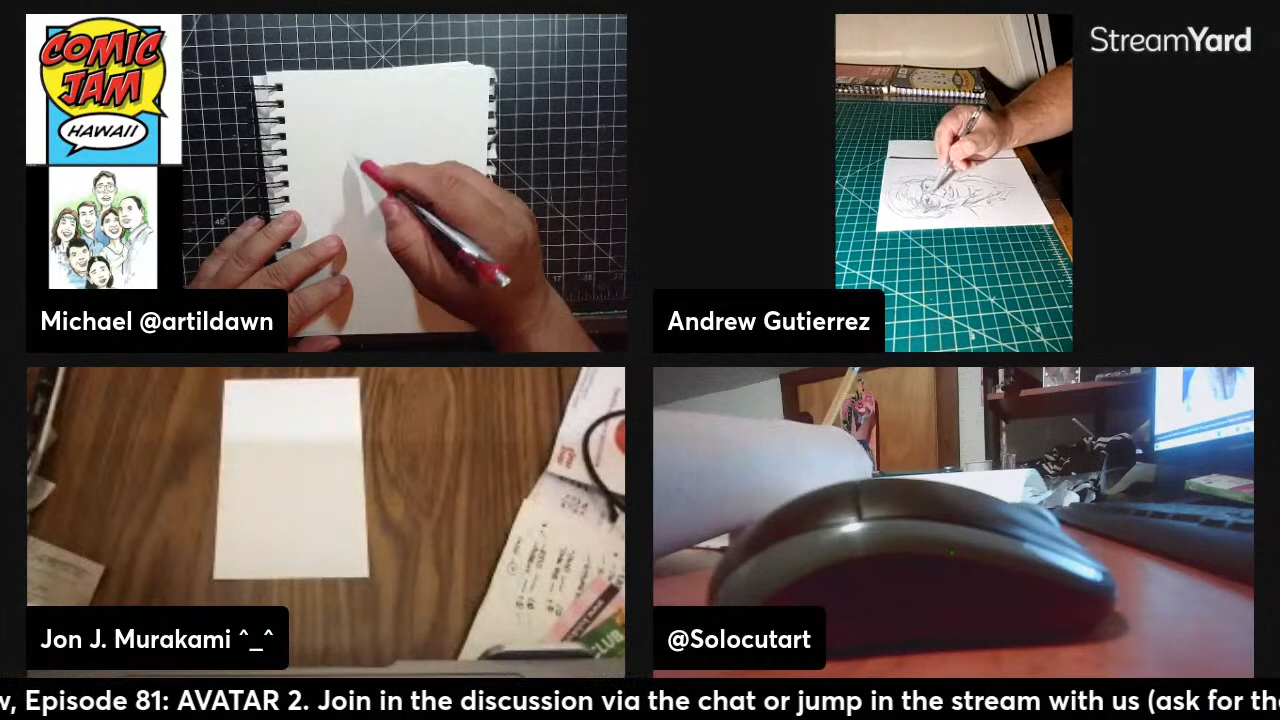 COMIC
JAM
HAWAII
StreamYard
Michael @artildawn
Andrew Gutierrez
Jon J. Murakami ^_^
@Solocutart
w, Episode 81: AVATAR 2. Join in the discussion via the chat or jump in the stream with us (ask for th